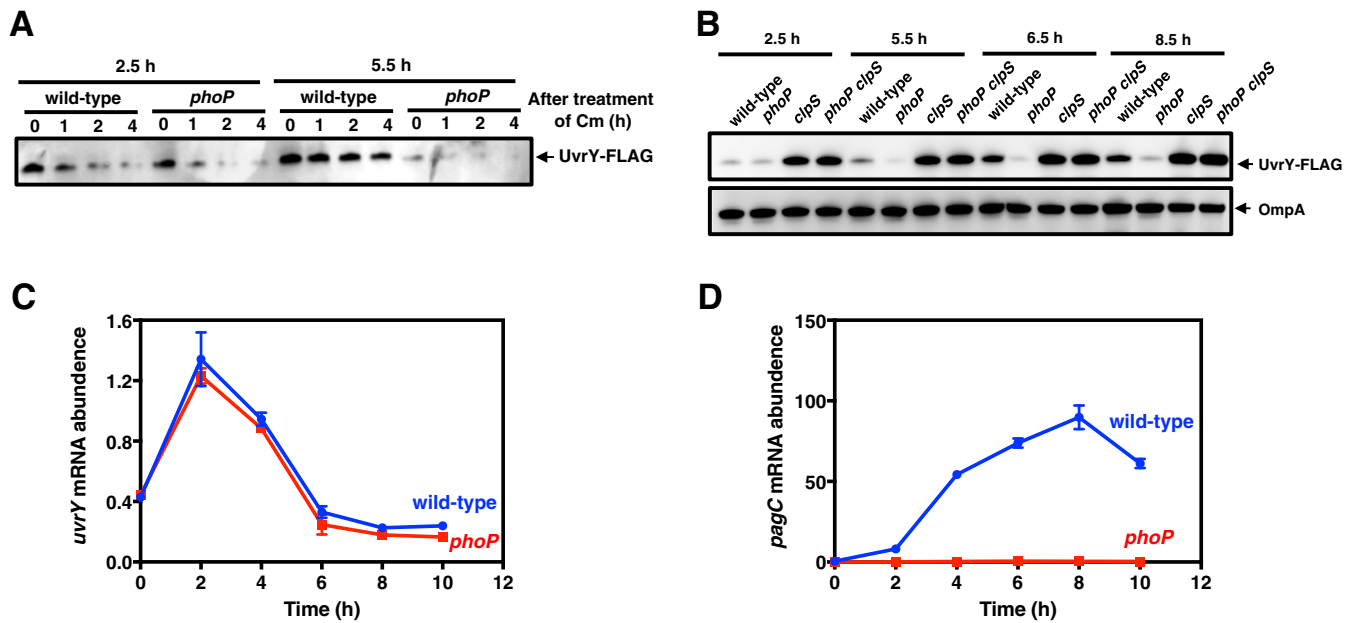 A
2.5 h 5.5 h
wild-type phoP wild-type phoP After treatment
0 1 2 4 0 1 2 4 0 1 2 4 0 1 2 4 of Cm (h)
UvrY-FLAG
B
2.5 h 5.5 h 6.5 h 8.5 h
wild-type phoP clpS phoP clpS wild-type phoP clpS phoP clpS wild-type phoP clpS phoP clpS wild-type phoP clpS phoP clpS
UvrY-FLAG
OmpA
C
uvrY mRNA abundance
1.6
1.2
0.8
0.4
0.0
wild-type
phoP
0 2 4 6 8 10 12
Time (h)
D
pagC mRNA abundance
150
100
50
0
wild-type
phoP
0 2 4 6 8 10 12
Time (h)